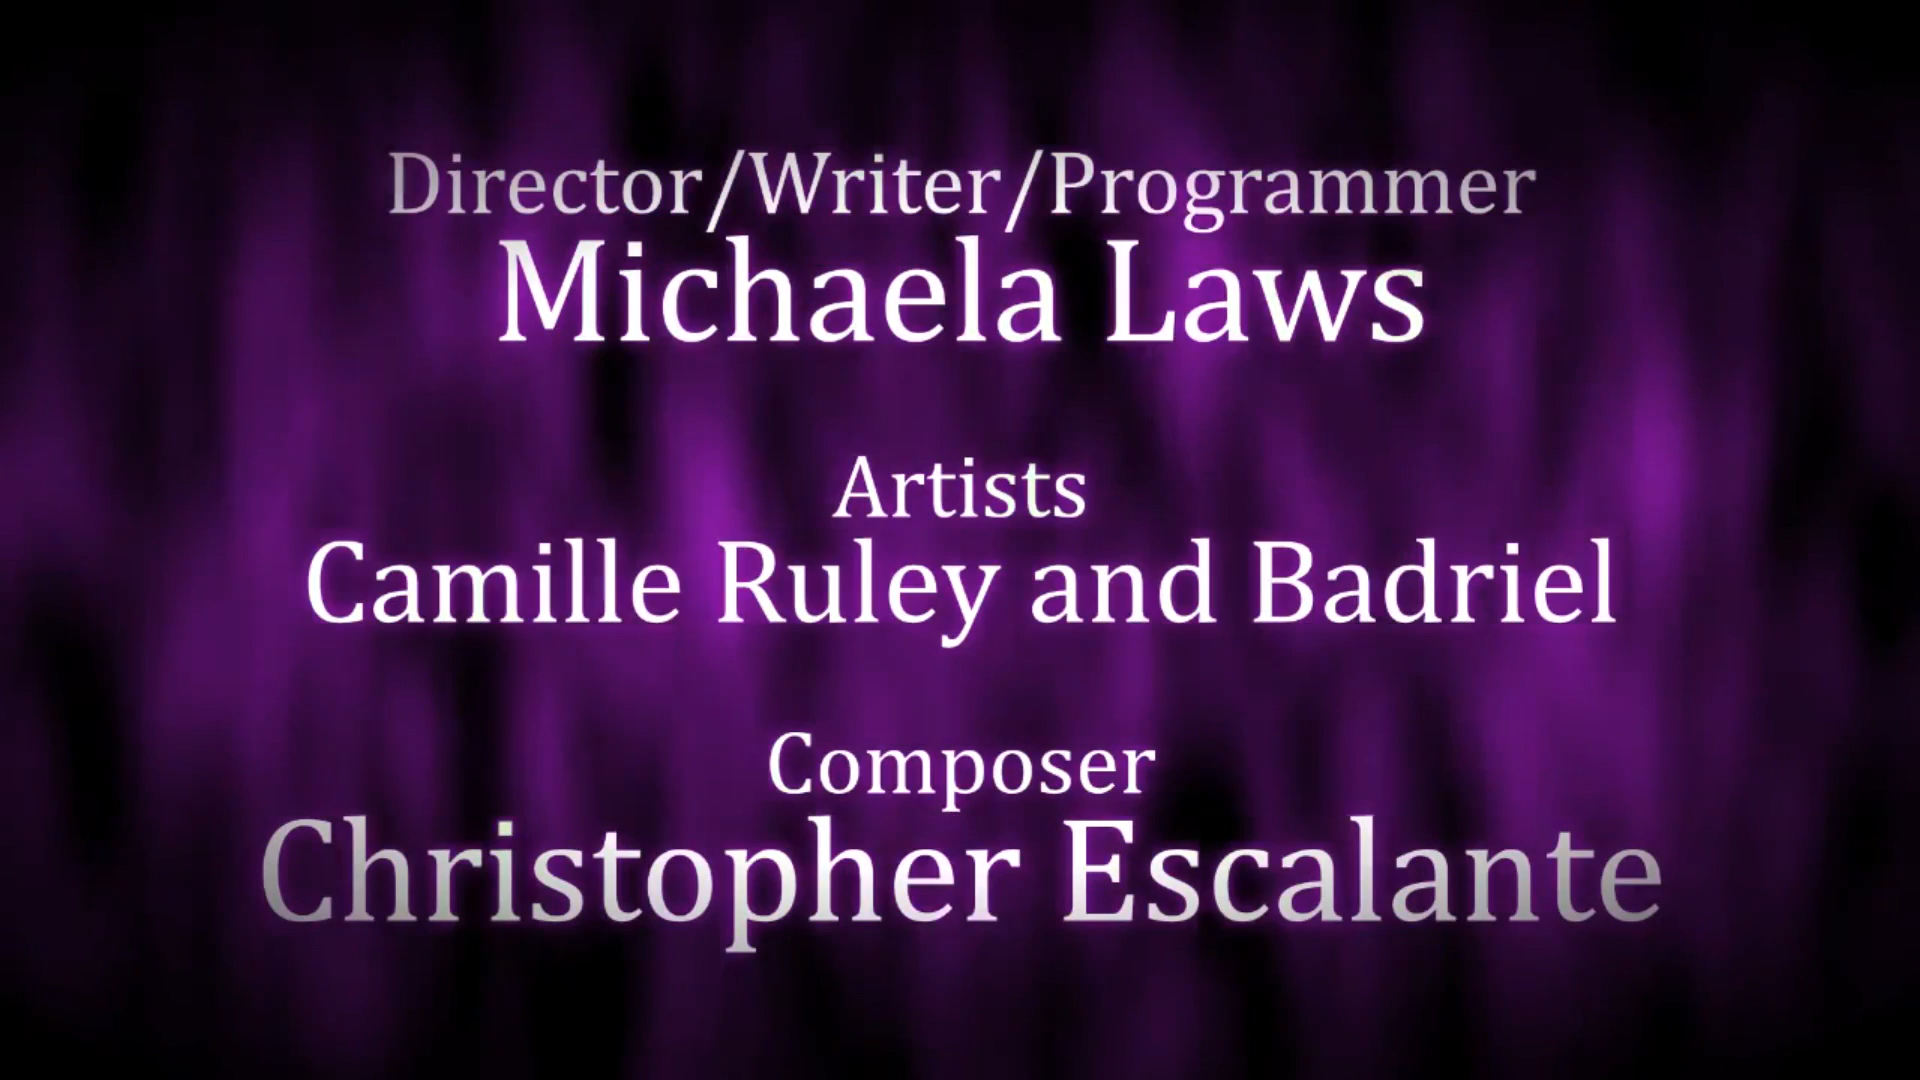 Director/Writer/Programmer
Michaela Laws
Artists
Camille Ruley and Badriel
Composer
Christopher Escalante